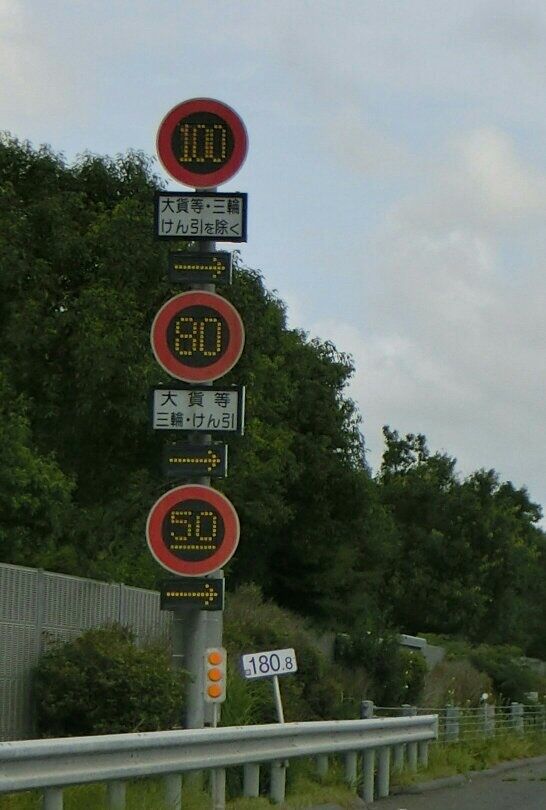 100
大貨等・三輪
けん引を除く
→
80
大貨等
三輪・けん引
→
50
→
180.8